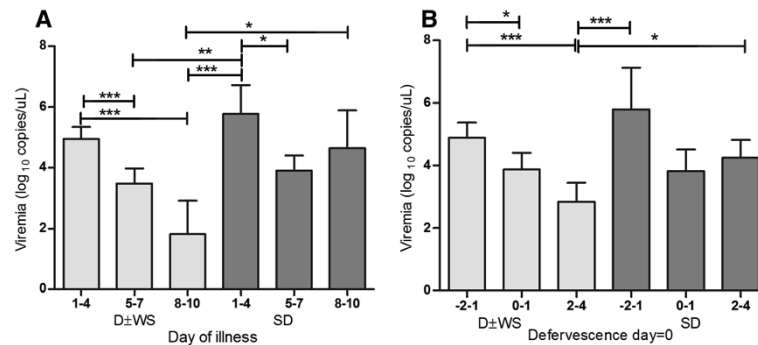 A
*
** *
***
***
***
Viremia (log10 copies/uL)
8
6
4
2
0
1-4 5-7 8-10 1-4 5-7 8-10
D±WS SD
Day of illness
B
* ***
*** *
Viremia (log10 copies/uL)
8
6
4
2
0
-2-1 0-1 2-4 -2-1 0-1 2-4
D±WS SD
Defervescence day=0